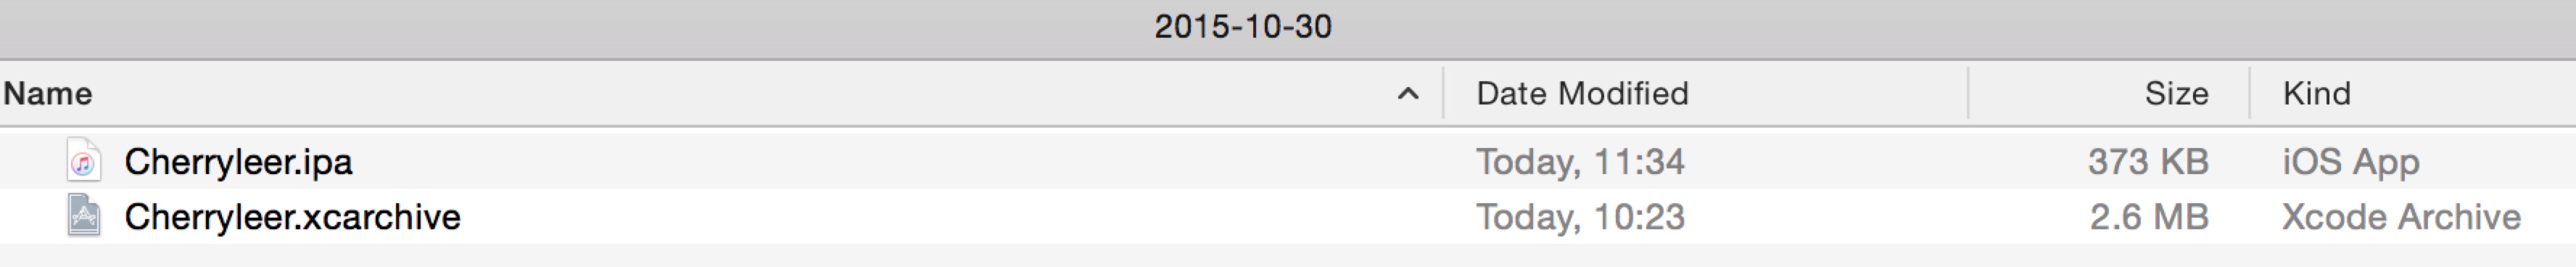 2015-10-30
Name Date Modified Size Kind
Cherryleer.ipa Today, 11:34 373 KB iOS App
Cherryleer.xcarchive Today, 10:23 2.6 MB Xcode Archive